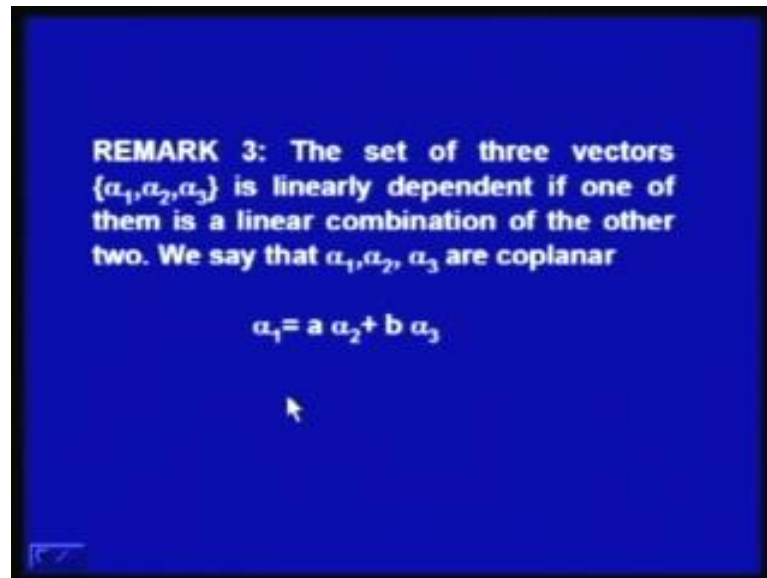 REMARK 3: The set of three vectors
{α₁,α₂,α₃} is linearly dependent if one of
them is a linear combination of the other
two. We say that α₁,α₂, α₃ are coplanar
α₁= a α₂+ b α₃